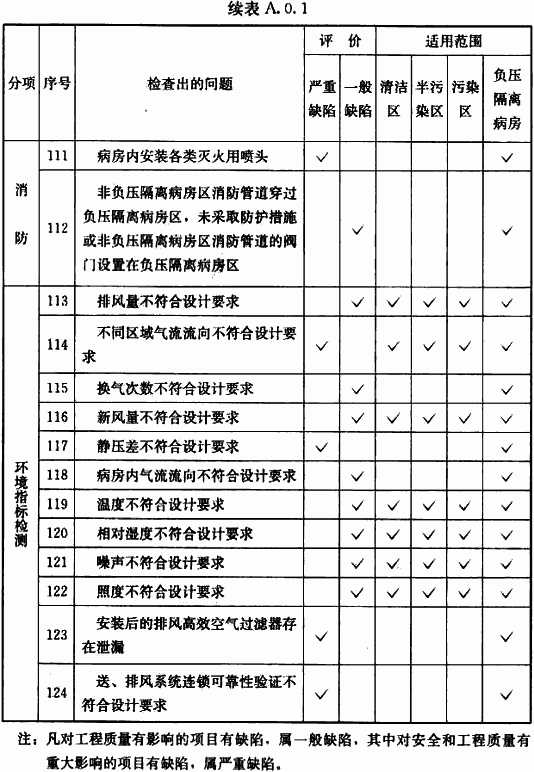 续表 A.0.1
分项 序号 检查出的问题 评 价 适用范围
严重缺陷 一般缺陷 清洁区 半污染区 污染区 负压隔离病房
消防
111 病房内安装各类灭火用喷头 ✓ ✓
112 非负压隔离病房区消防管道穿过
负压隔离病房区，未采取防护措施
或非负压隔离病房区消防管道的阀
门设置在负压隔离病房区 ✓ ✓
环境指标检测
113 排风量不符合设计要求 ✓ ✓ ✓ ✓ ✓
114 不同区域气流流向不符合设计要
求 ✓ ✓ ✓ ✓ ✓
115 换气次数不符合设计要求 ✓ ✓
116 新风量不符合设计要求 ✓ ✓ ✓ ✓ ✓
117 静压差不符合设计要求 ✓ ✓
118 病房内气流流向不符合设计要求 ✓ ✓
119 温度不符合设计要求 ✓ ✓ ✓ ✓ ✓
120 相对湿度不符合设计要求 ✓ ✓ ✓ ✓ ✓
121 噪声不符合设计要求 ✓ ✓ ✓ ✓ ✓
122 照度不符合设计要求 ✓ ✓ ✓ ✓ ✓
123 安装后的排风高效空气过滤器存
在泄漏 ✓ ✓
124 送、排风系统连锁可靠性验证不
符合设计要求 ✓ ✓
注：凡对工程质量有影响的项目有缺陷，属一般缺陷，其中对安全和工程质量有
重大影响的项目有缺陷，属严重缺陷。